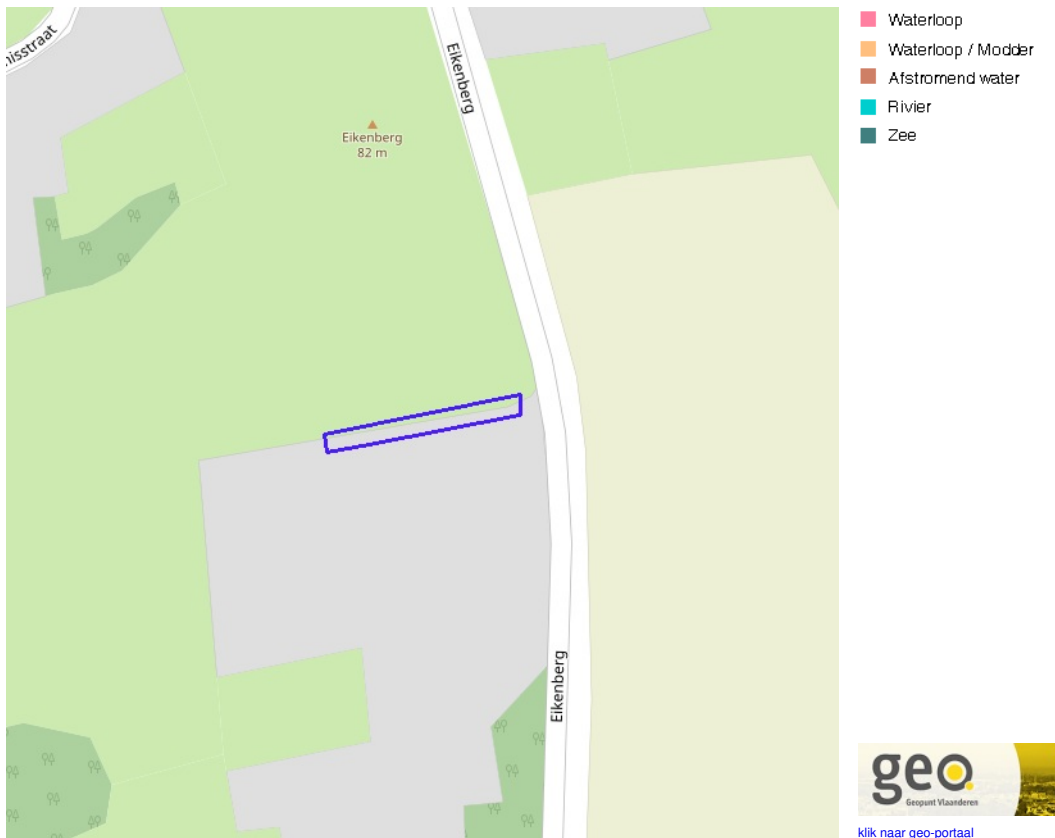 nisstraat
Eikenberg
Eikenberg
82 m
Eikenberg
Waterloop
Waterloop / Modder
Afstromend water
Rivier
Zee
geo
Geopunt Vlaanderen
klik naar geo-portaal